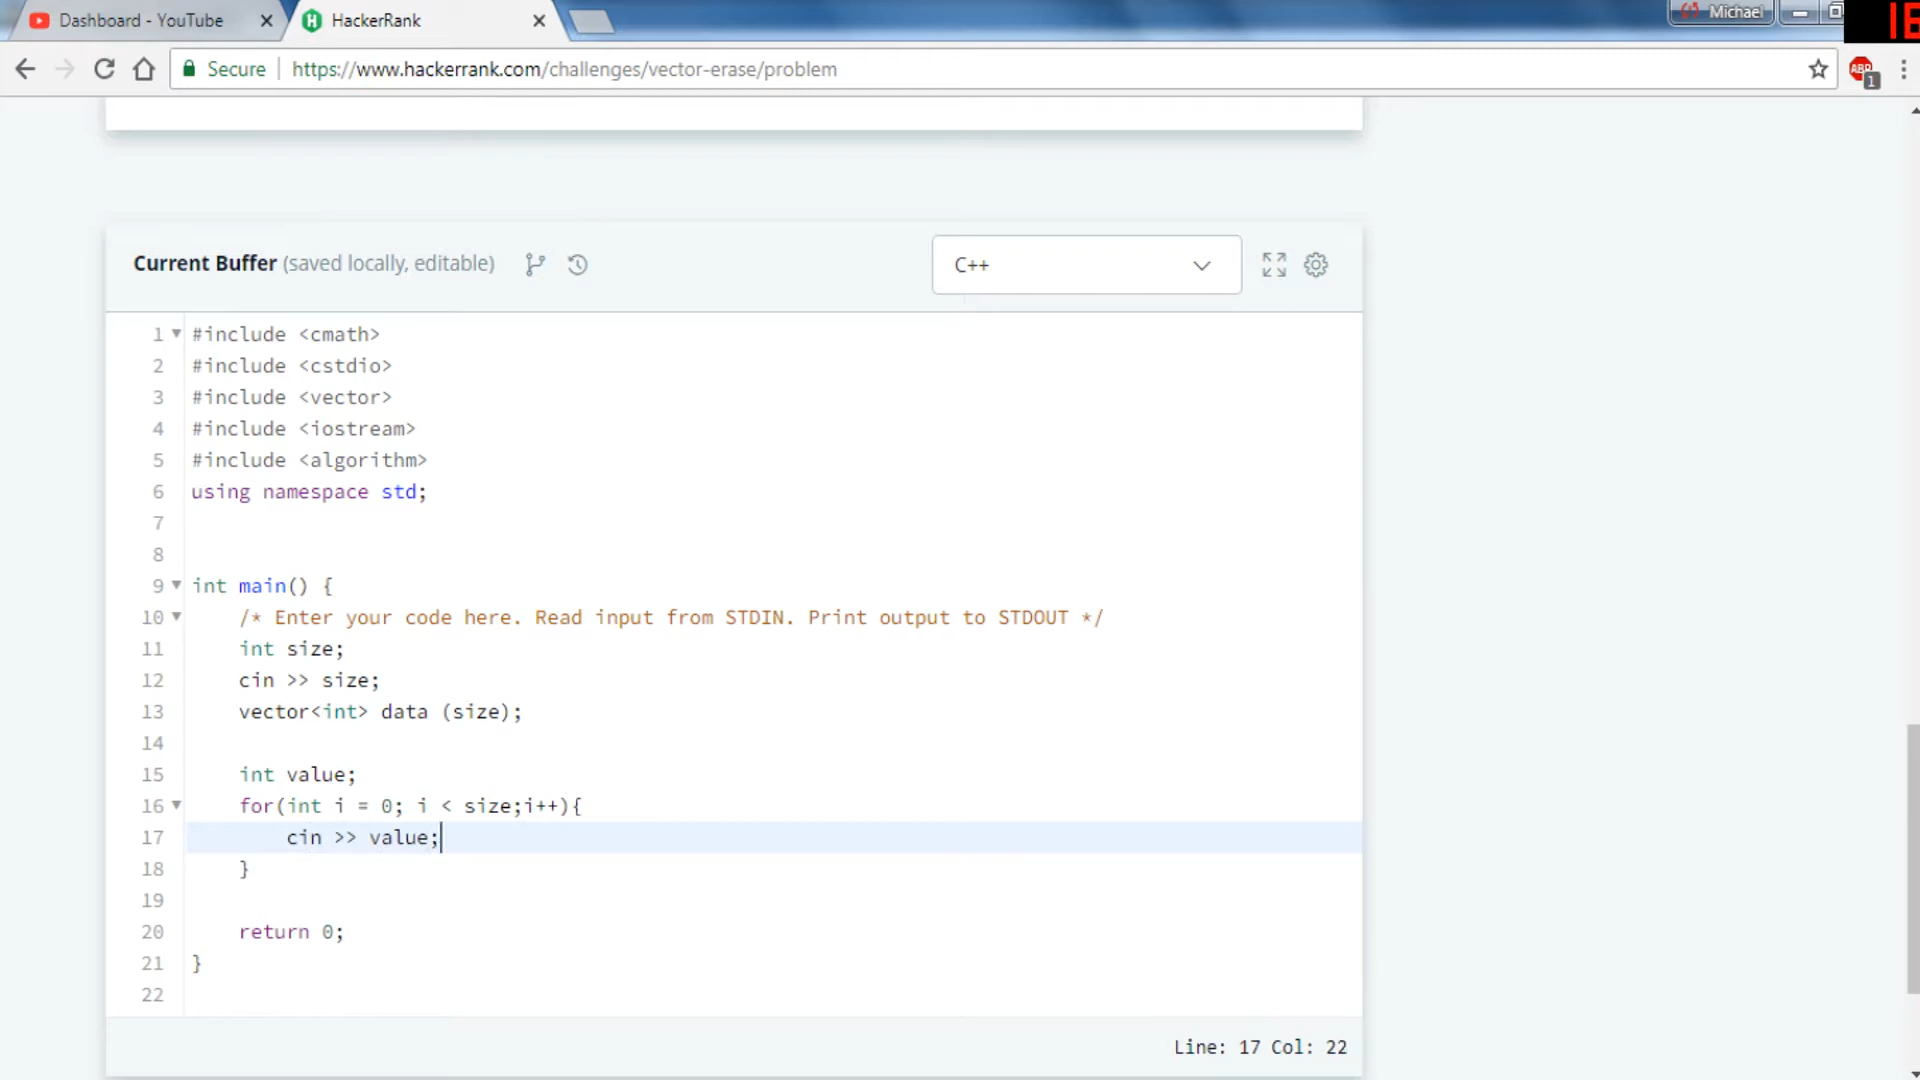 Dashboard - YouTube
HackerRank
Michael
Secure
https://www.hackerrank.com/challenges/vector-erase/problem
ABP
1
Current Buffer (saved locally, editable)
C++
1 #include <cmath>
2 #include <cstdio>
3 #include <vector>
4 #include <iostream>
5 #include <algorithm>
6 using namespace std;
7
8
9 int main() {
10 /* Enter your code here. Read input from STDIN. Print output to STDOUT */
11 int size;
12 cin >> size;
13 vector<int> data (size);
14
15 int value;
16 for(int i = 0; i < size;i++){
17 cin >> value;
18 }
19
20 return 0;
21 }
22
Line: 17 Col: 22